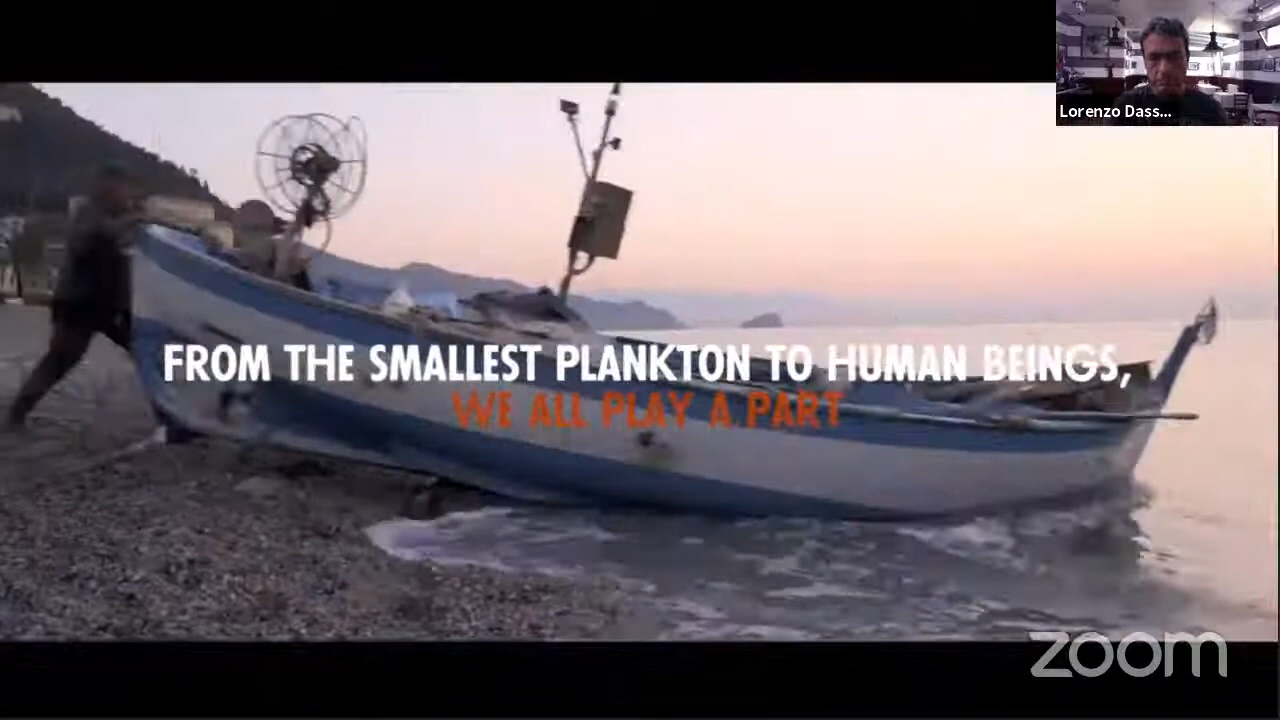 Lorenzo Dass...
FROM THE SMALLEST PLANKTON TO HUMAN BEINGS,
WE ALL PLAY A PART
zoom